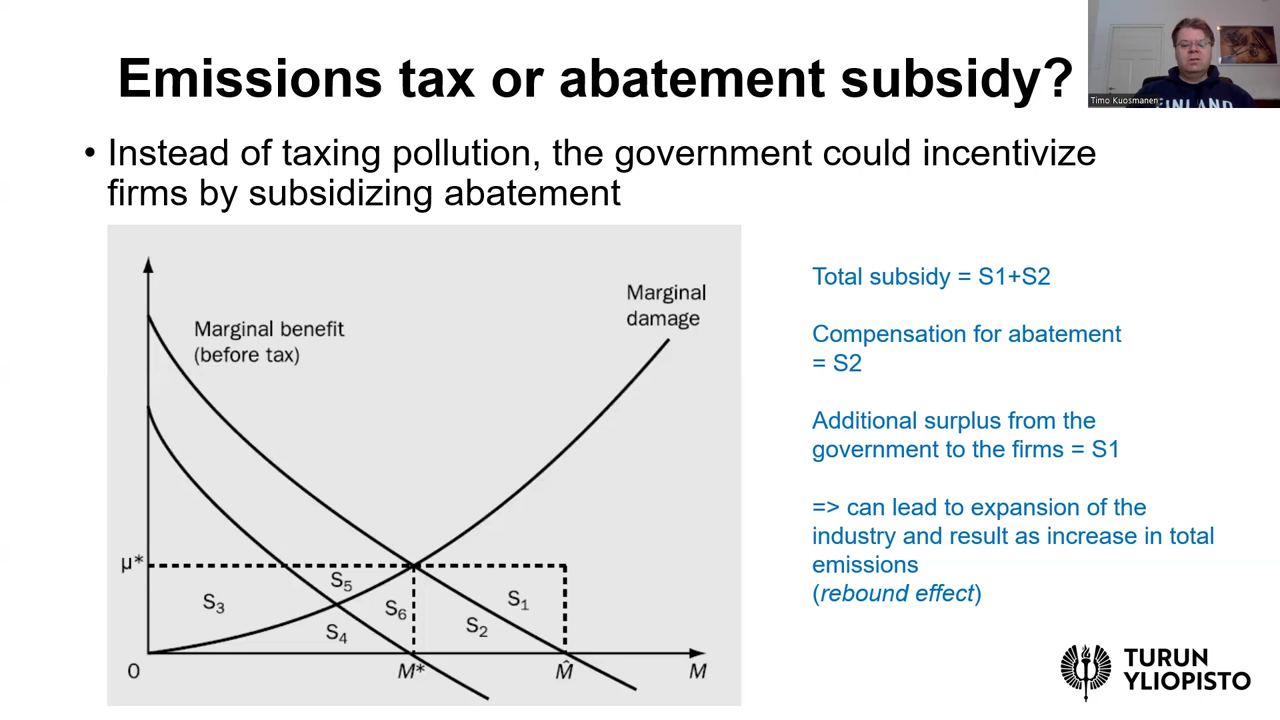 Emissions tax or abatement subsidy?
Timo Kuosmanen
FINLAND
• Instead of taxing pollution, the government could incentivize
firms by subsidizing abatement
Marginal benefit
(before tax)
Marginal
damage
μ*
S5
S3
S6
S1
S4
S2
0
M*
M̂
M
Total subsidy = S1+S2
Compensation for abatement
= S2
Additional surplus from the
government to the firms = S1
=> can lead to expansion of the
industry and result as increase in total
emissions
(rebound effect)
TURUN
YLIOPISTO